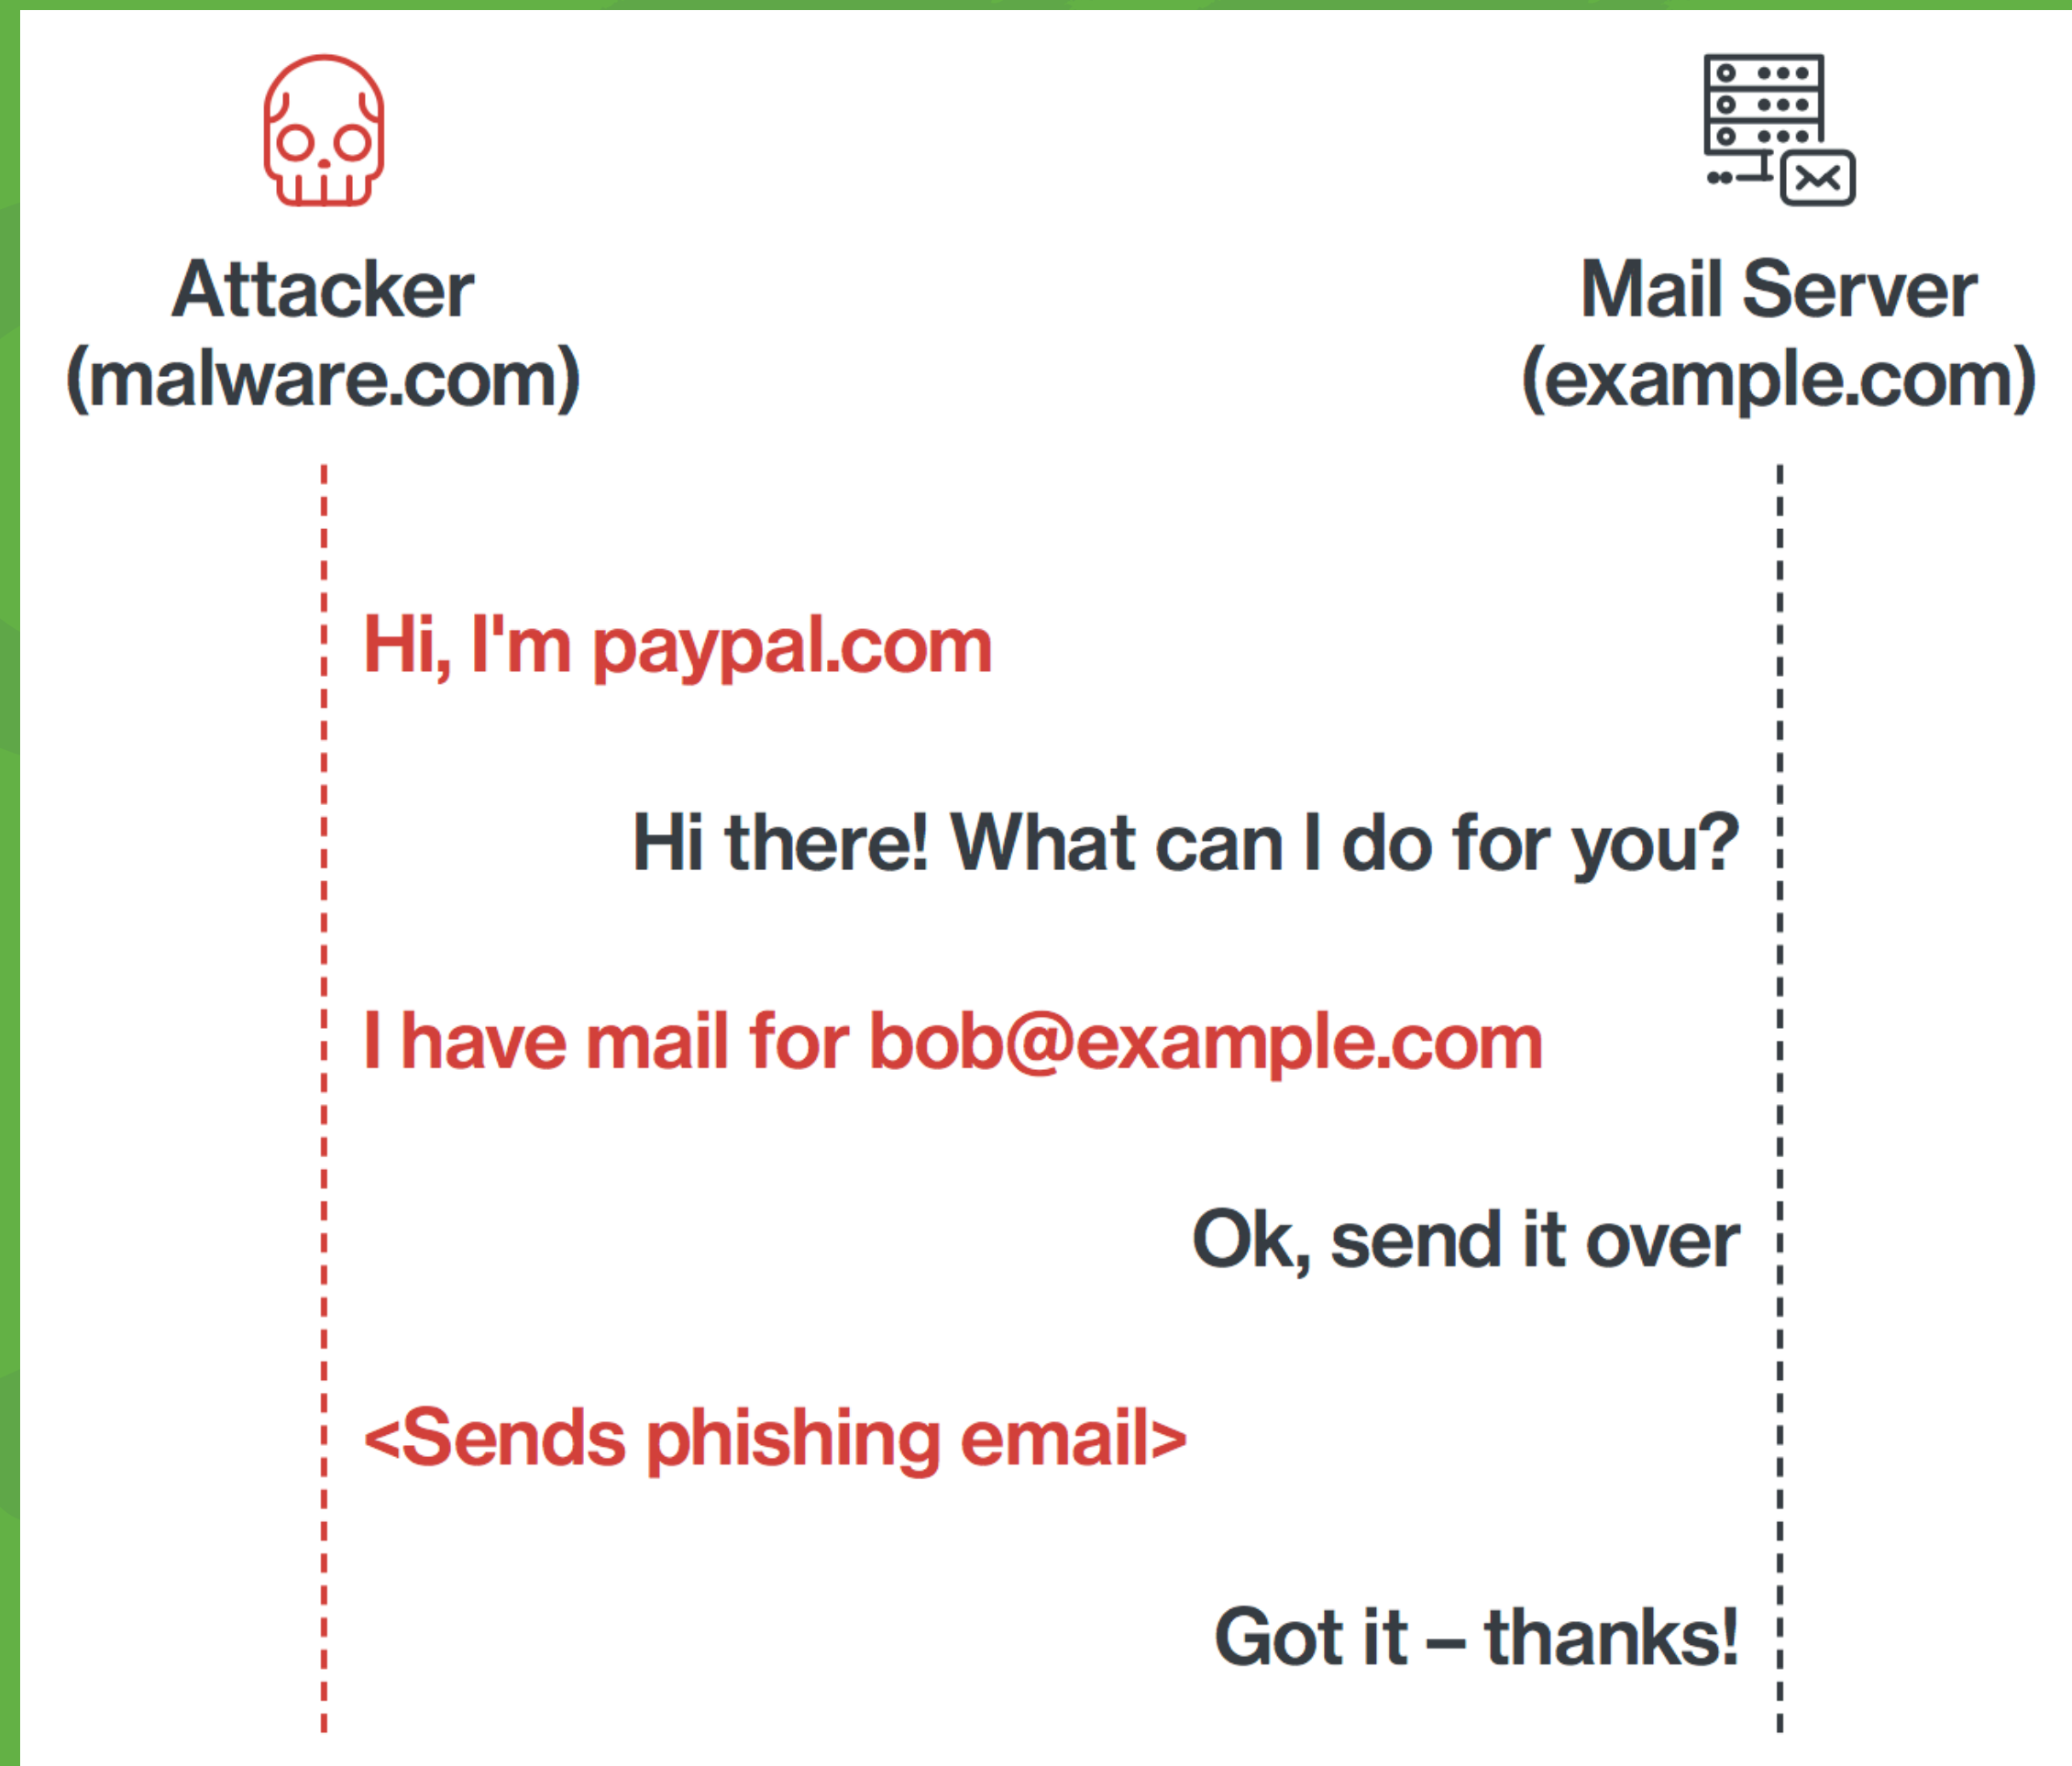 Attacker
(malware.com)
Mail Server
(example.com)
Hi, I'm paypal.com
Hi there! What can I do for you?
I have mail for bob@example.com
Ok, send it over
<Sends phishing email>
Got it – thanks!